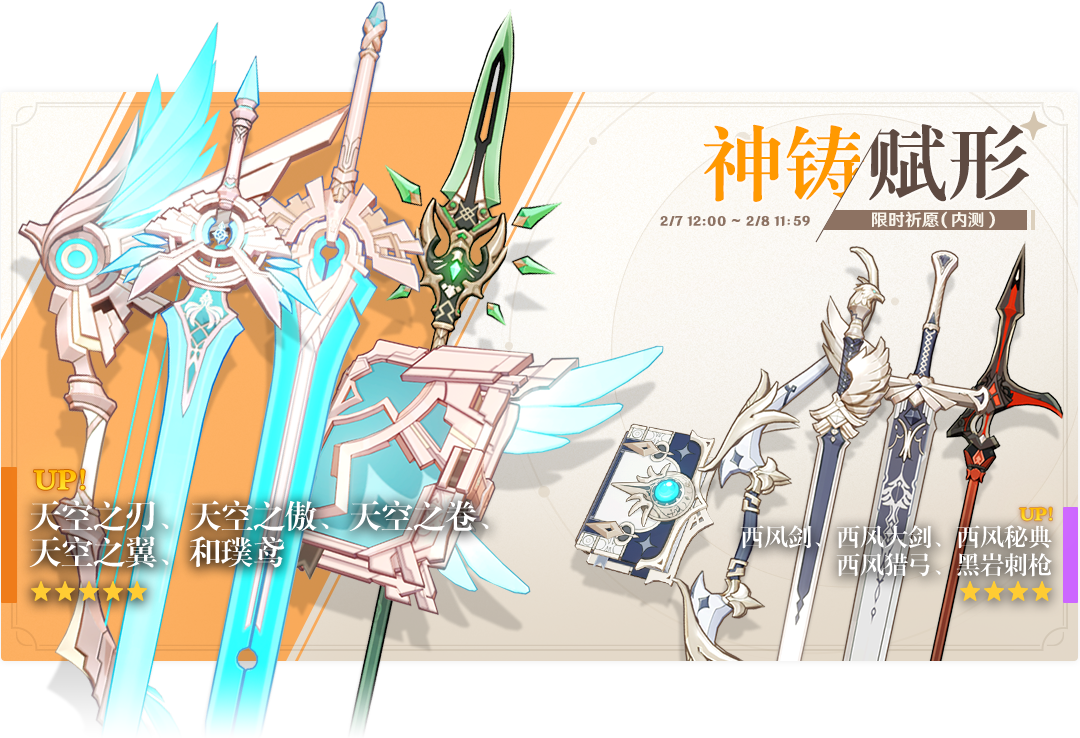 神铸赋形
2/7 12:00 ~ 2/8 11:59
限时祈愿(内测)
UP!
天空之刃、天空之傲、天空之卷、
天空之翼、和璞鸢
UP!
西风剑、西风大剑、西风秘典
西风猎弓、黑岩刺枪